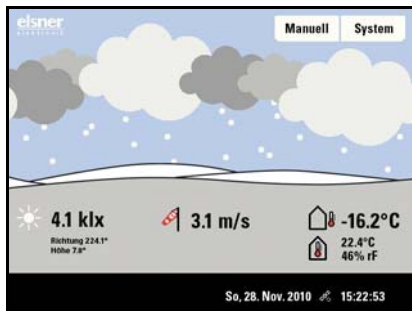 elsner
Manuell System
4.1 klx
Richtung 224.1°
Höhe 7.8°
3.1 m/s
-16.2°C
22.4°C
46% rF
So, 28. Nov. 2010 15:22:53